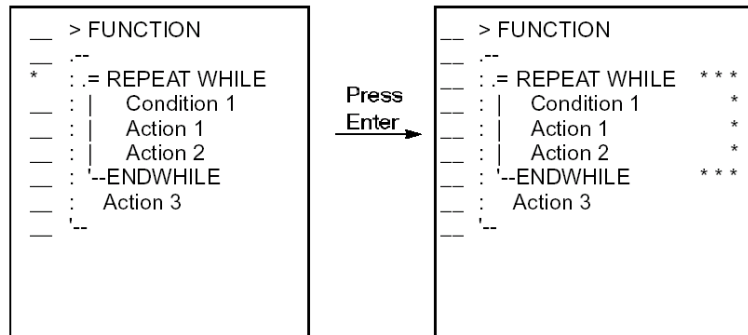 __ > FUNCTION
__ .--
* : .= REPEAT WHILE
__ : | Condition 1
__ : | Action 1
__ : | Action 2
__ : '--ENDWHILE
__ : Action 3
__ '--
Press
Enter
__ > FUNCTION
__ .--
__ : .= REPEAT WHILE * * *
__ : | Condition 1 *
__ : | Action 1 *
__ : | Action 2 *
__ : '--ENDWHILE * * *
__ : Action 3
__ '--